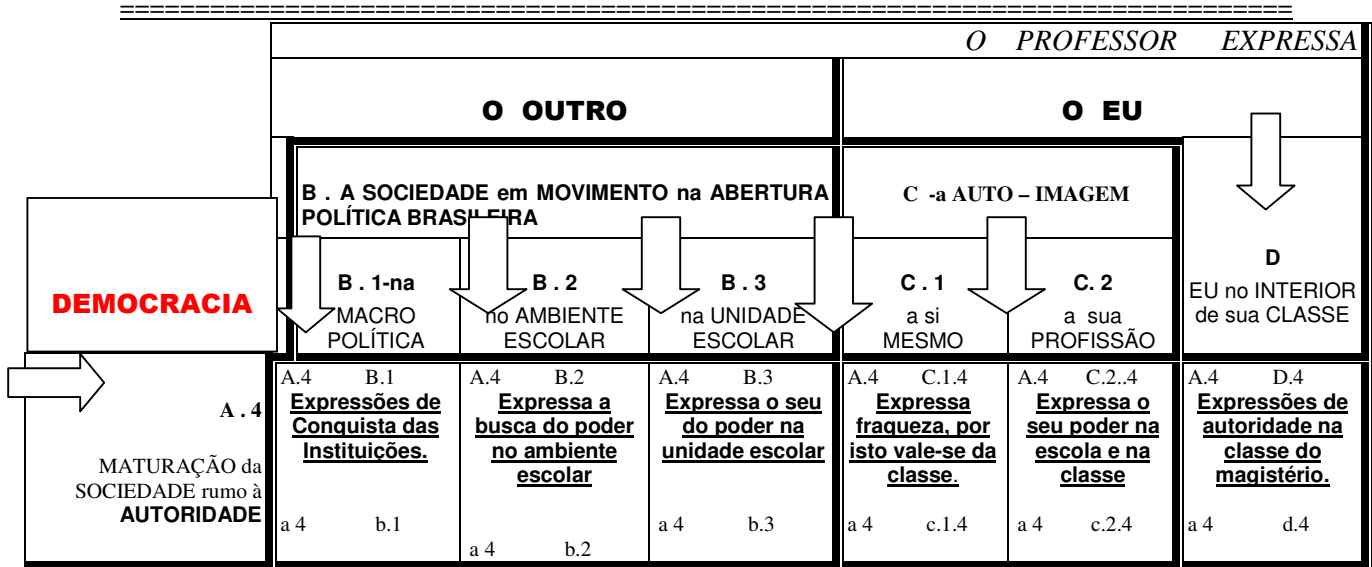 O PROFESSOR EXPRESSA
O OUTRO
O EU
B . A SOCIEDADE em MOVIMENTO na ABERTURA
POLÍTICA BRASILEIRA
C -a AUTO – IMAGEM
DEMOCRACIA
B . 1-na
MACRO
POLÍTICA
B . 2
no AMBIENTE
ESCOLAR
B . 3
na UNIDADE
ESCOLAR
C . 1
a si
MESMO
C. 2
a sua
PROFISSÃO
D
EU no INTERIOR
de sua CLASSE
A . 4
MATURAÇÃO da
SOCIEDADE rumo à
AUTORIDADE
A.4 B.1
Expressões de
Conquista das
Instituições.
a 4 b.1
A.4 B.2
Expressa a
busca do poder
no ambiente
escolar
a 4 b.2
A.4 B.3
Expressa o seu
do poder na
unidade escolar
a 4 b.3
A.4 C.1.4
Expressa
fraqueza, por
isto vale-se da
classe.
a 4 c.1.4
A.4 C.2..4
Expressa o
seu poder na
escola e na
classe
a 4 c.2.4
A.4 D.4
Expressões de
autoridade na
classe do
magistério.
a 4 d.4